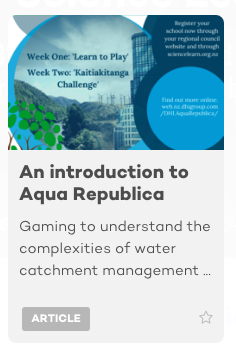 Register your
school now through
your regional council
website and through
sciencelearn.org.nz
Week One: 'Learn to Play'
Week Two: 'Kaitiakitanga
Challenge'
Find out more online:
web.nz.dhigroup.com
/DHIAquaRepublica/
An introduction to
Aqua Republica
Gaming to understand the
complexities of water
catchment management ...
ARTICLE